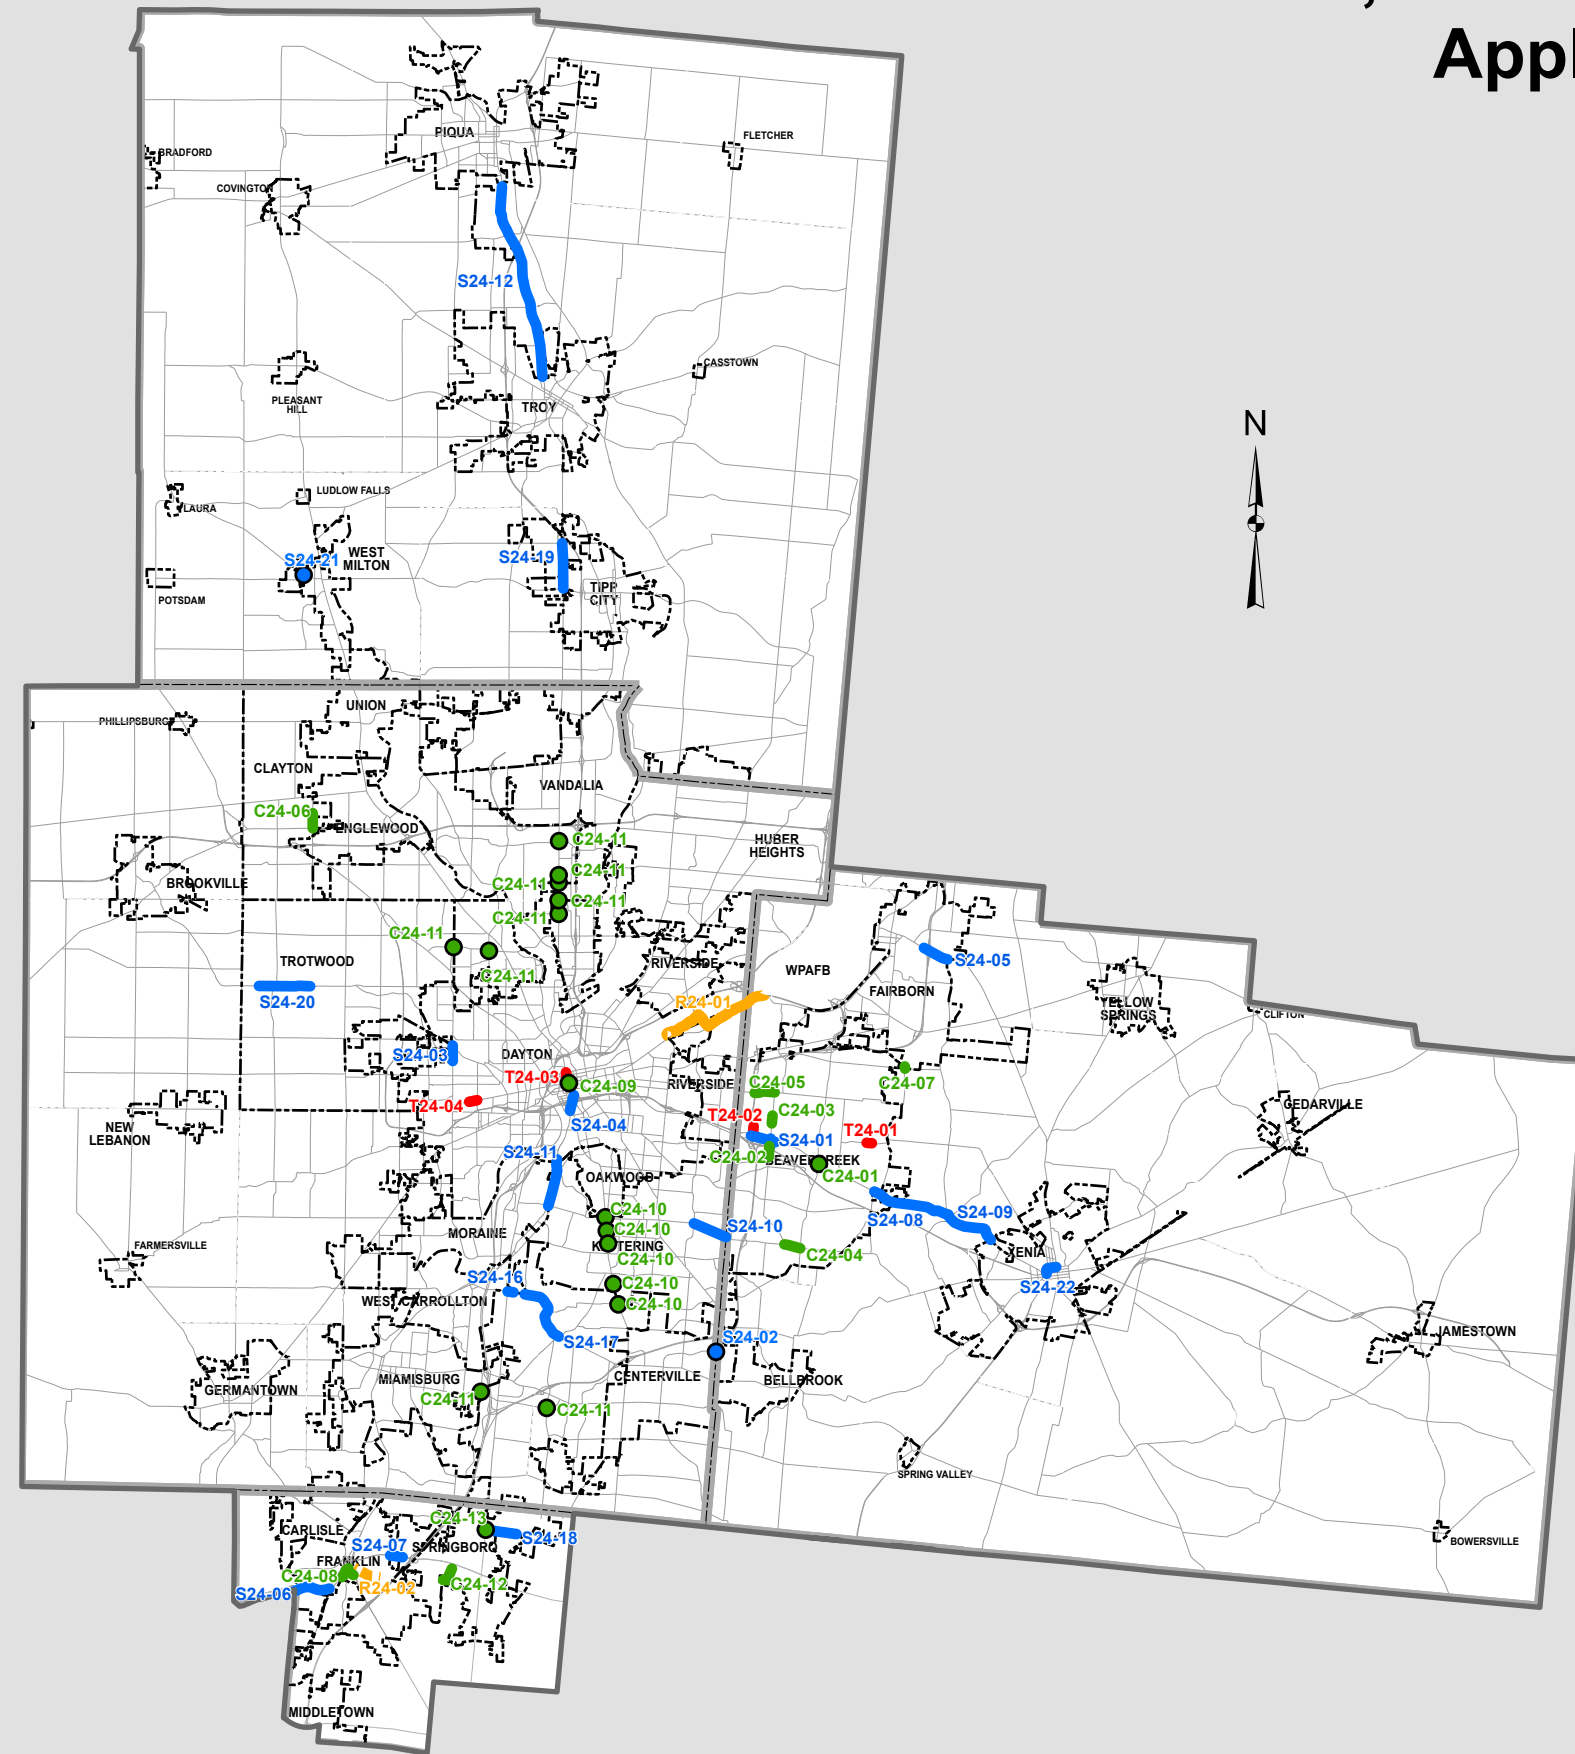 ,
Appl
PIQUA
FLETCHER
BRADFORD
COVINGTON
S24-12
CASSTOWN
PLEASANT
HILL
TROY
N
LUDLOW FALLS
LAURA
S24-21
WEST
MILTON
S24-19
TIPP
CITY
POTSDAM
UNION
PHILLIPSBURG
CLAYTON
VANDALIA
C24-06
ENGLEWOOD
C24-11
HUBER
HEIGHTS
C24-11
C24-11
BROOKVILLE
C24-11
C24-11
C24-11
TROTWOOD
C24-11
RIVERSIDE
WPAFB
S24-05
FAIRBORN
S24-20
R24-01
YELLOW
SPRINGS
CLIFTON
S24-03
DAYTON
T24-03
C24-09
RIVERSIDE
C24-05
C24-07
T24-04
C24-03
CEDARVILLE
T24-02
S24-04
T24-01
NEW
LEBANON
S24-01
S24-11
C24-02
BEAVERCREEK
OAKWOOD
C24-01
C24-10
S24-09
S24-08
S24-10
C24-10
MORAINE
KETTERING
FARMERSVILLE
C24-10
C24-04
XENIA
S24-16
C24-10
S24-22
WEST CARROLLTON
C24-10
S24-17
S24-02
JAMESTOWN
MIAMISBURG
CENTERVILLE
BELLBROOK
GERMANTOWN
C24-11
C24-11
SPRING VALLEY
C24-13
CARLISLE
S24-18
S24-07
SPRINGBORO
BOWERSVILLE
FRANKLIN
C24-08
R24-02
C24-12
S24-06
MIDDLETOWN